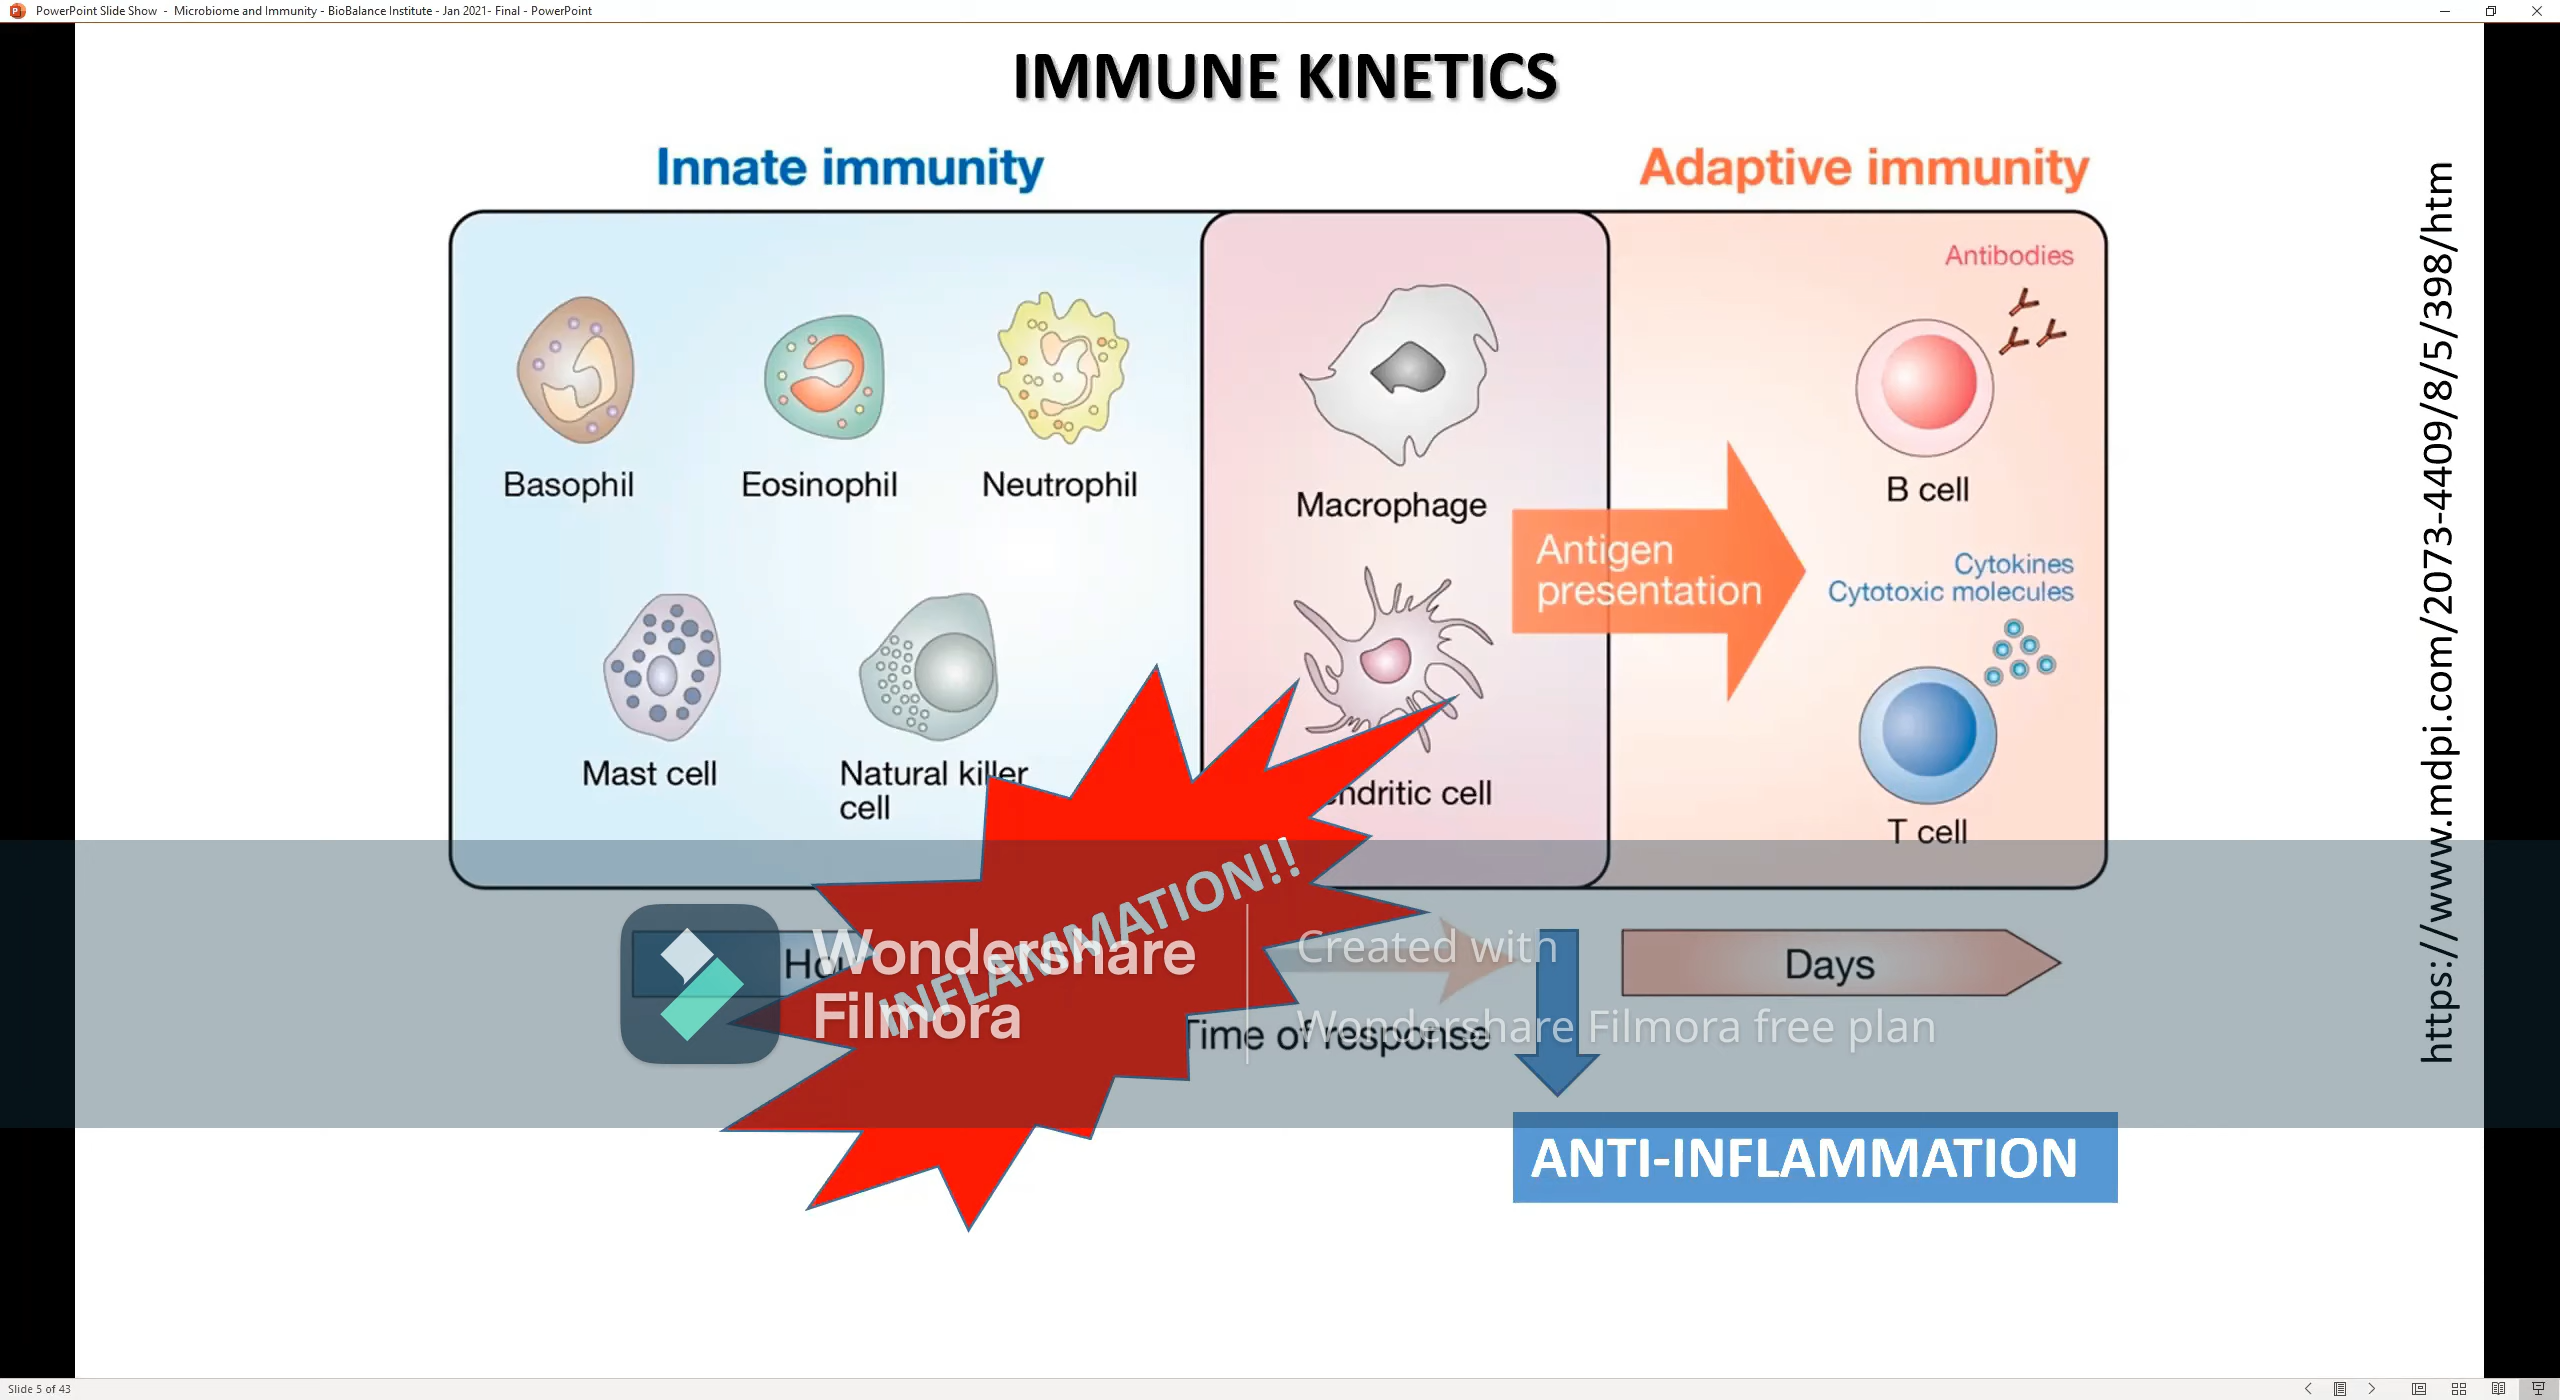 PowerPoint Slide Show - Microbiome and Immunity - BioBalance Institute - Jan 2021- Final - PowerPoint
IMMUNE KINETICS
Innate immunity
Adaptive immunity
Antibodies
Basophil
Eosinophil
Neutrophil
Macrophage
B cell
Antigen
presentation
Cytokines
Cytotoxic molecules
Mast cell
Natural killer
cell
cell
T cell
INFLAMMATION!!
Wondershare
Filmora
Created with
Wondershare Filmora free plan
Days
Time of response
ANTI-INFLAMMATION
https://www.mdpi.com/2073-4409/8/5/398/htm
Slide 5 of 43